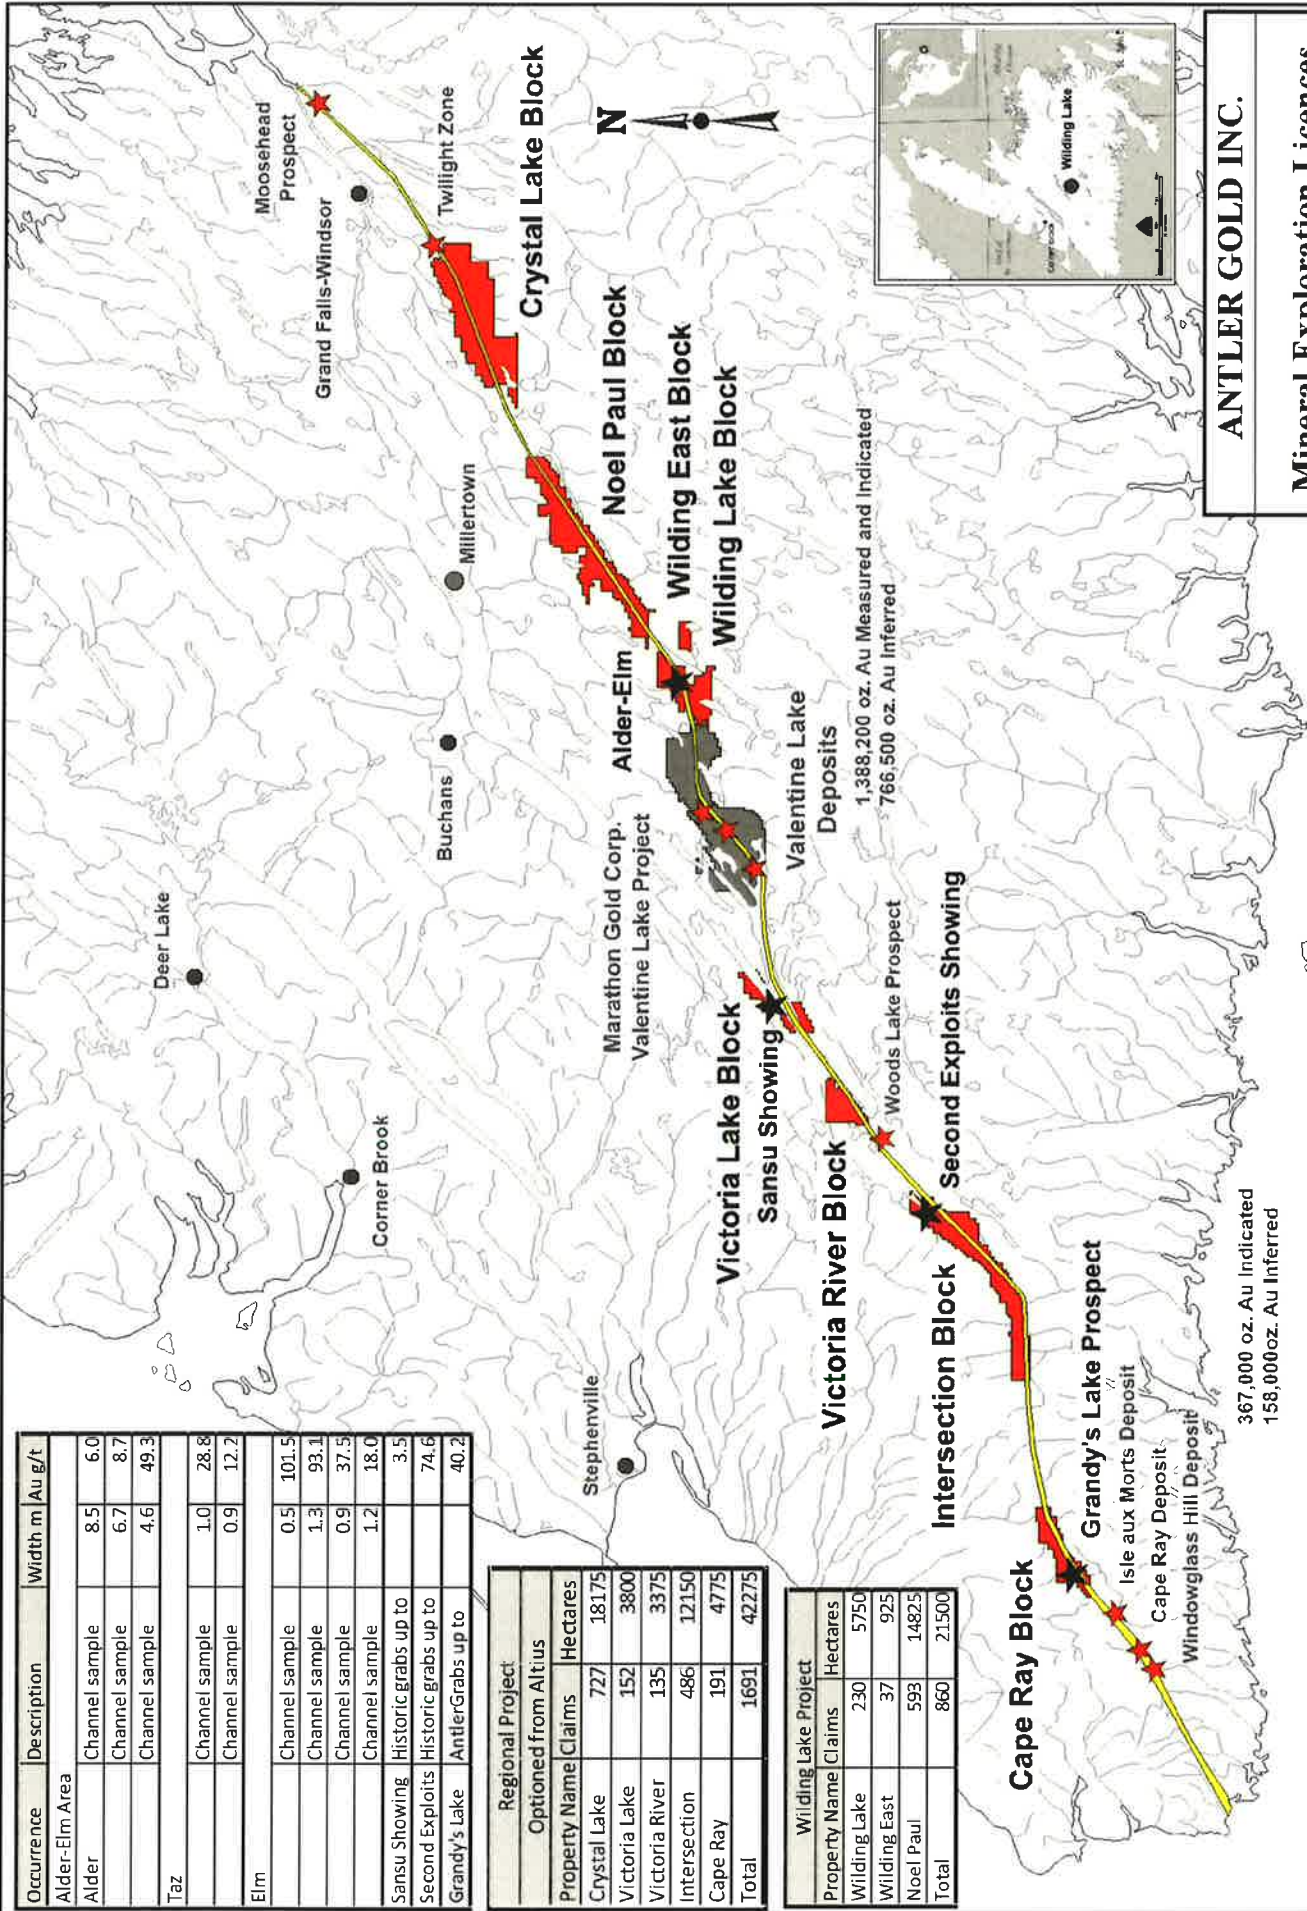 Occurrence Description Width m Au g/t
Alder-Elm Area
Alder Channel sample 8.5 6.0
Channel sample 6.7 8.7
Channel sample 4.6 49.3
Taz
Channel sample 1.0 28.8
Channel sample 0.9 12.2
Elm
Channel sample 0.5 101.5
Channel sample 1.3 93.1
Channel sample 0.9 37.5
Channel sample 1.2 18.0
Sansu Showing Historic grabs up to 3.5
Second Exploits Historic grabs up to 74.6
Grandy's Lake AntlerGrabs up to 40.2
Regional Project
Optioned from Altius
Property Name Claims Hectares
Crystal Lake 727 18175
Victoria Lake 152 3800
Victoria River 135 3375
Intersection 486 12150
Cape Ray 191 4775
Total 1691 42275
Wilding Lake Project
Property Name Claims Hectares
Wilding Lake 230 5750
Wilding East 37 925
Noel Paul 593 14825
Total 860 21500
Deer Lake
Corner Brook
Stephenville
Buchans
Millertown
Grand Falls-Windsor
Moosehead
Prospect
Twilight Zone
Crystal Lake Block
N
Noel Paul Block
Wilding East Block
Wilding Lake Block
Alder-Elm
Marathon Gold Corp.
Valentine Lake Project
Valentine Lake
Deposits
1,388,200 oz. Au Measured and Indicated
766,500 oz. Au Inferred
Victoria Lake Block
Sansu Showing
Victoria River Block
Woods Lake Prospect
Second Exploits Showing
Intersection Block
Grandy's Lake Prospect
Cape Ray Block
Isle aux Morts Deposit
Cape Ray Deposit
Windowglass Hill Deposit
367,000 oz. Au Indicated
158,000oz. Au Inferred
Wilding Lake
ANTLER GOLD INC.
Mineral Exploration Licences